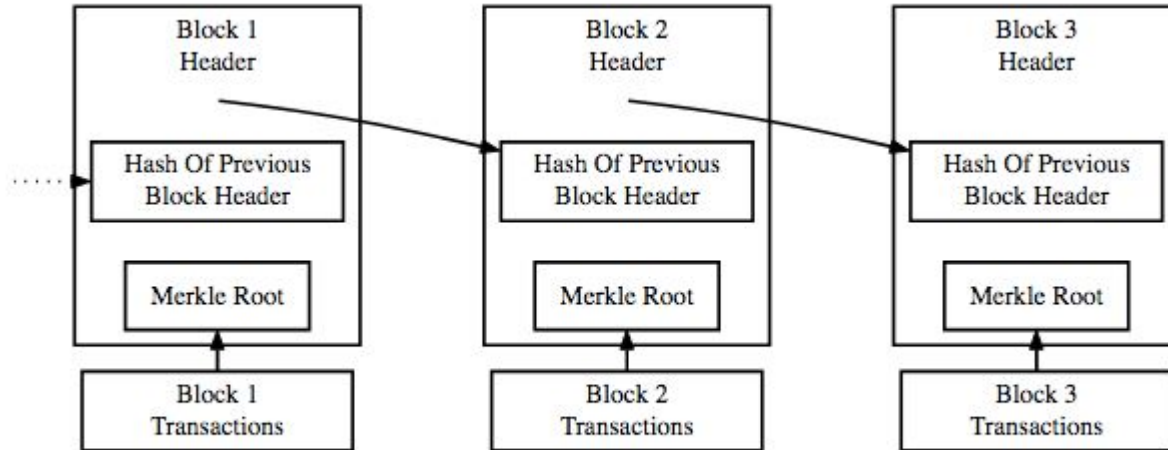 Block 1
Header
Hash Of Previous
Block Header
Merkle Root
Block 1
Transactions
Block 2
Header
Hash Of Previous
Block Header
Merkle Root
Block 2
Transactions
Block 3
Header
Hash Of Previous
Block Header
Merkle Root
Block 3
Transactions